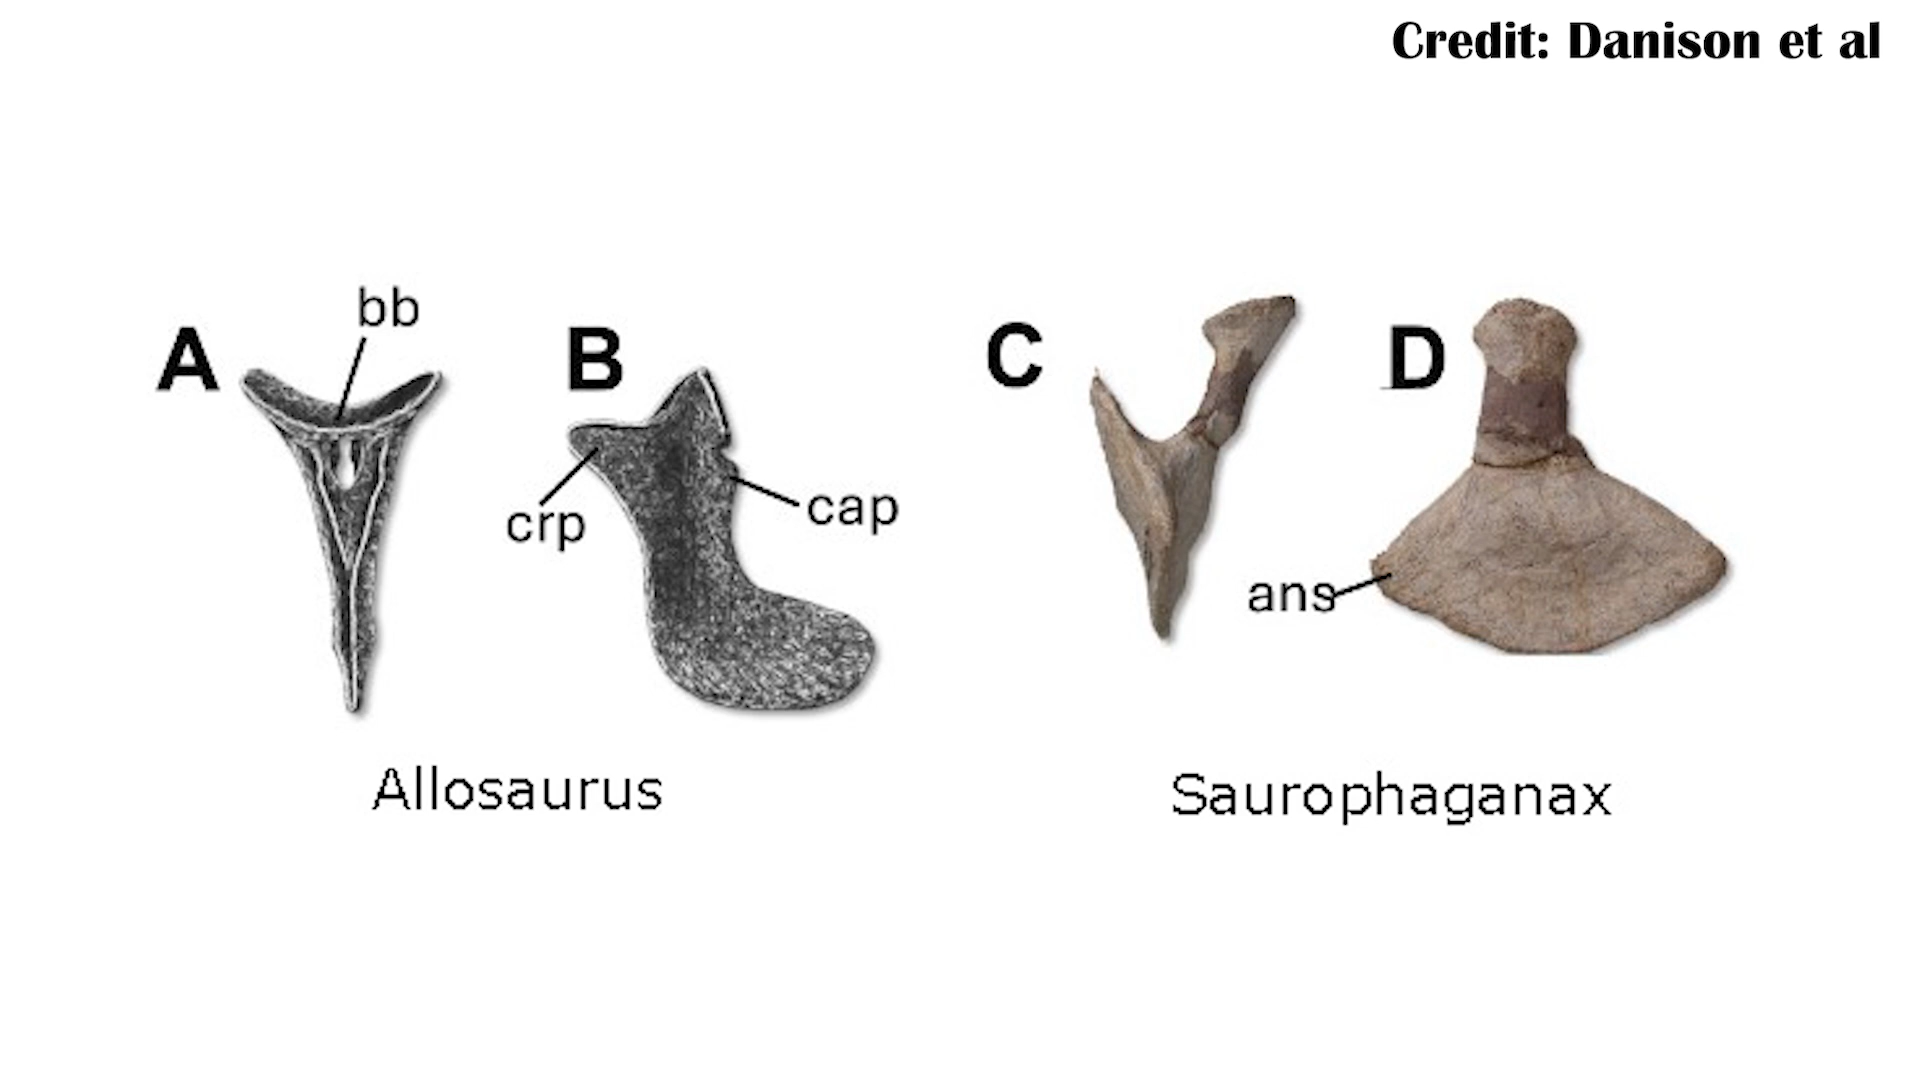 Credit: Danison et al
A
bb
B
crp
cap
C
D
ans
Allosaurus
Saurophaganax